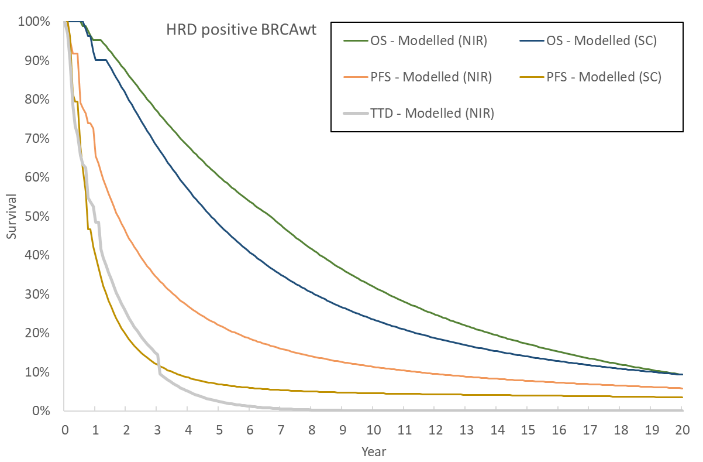 HRD positive BRCAwt
OS - Modelled (NIR) OS - Modelled (SC)
PFS - Modelled (NIR) PFS - Modelled (SC)
TTD - Modelled (NIR)
100%
90%
80%
70%
60%
50%
40%
30%
20%
10%
0%
Survival
0 1 2 3 4 5 6 7 8 9 10 11 12 13 14 15 16 17 18 19 20
Year